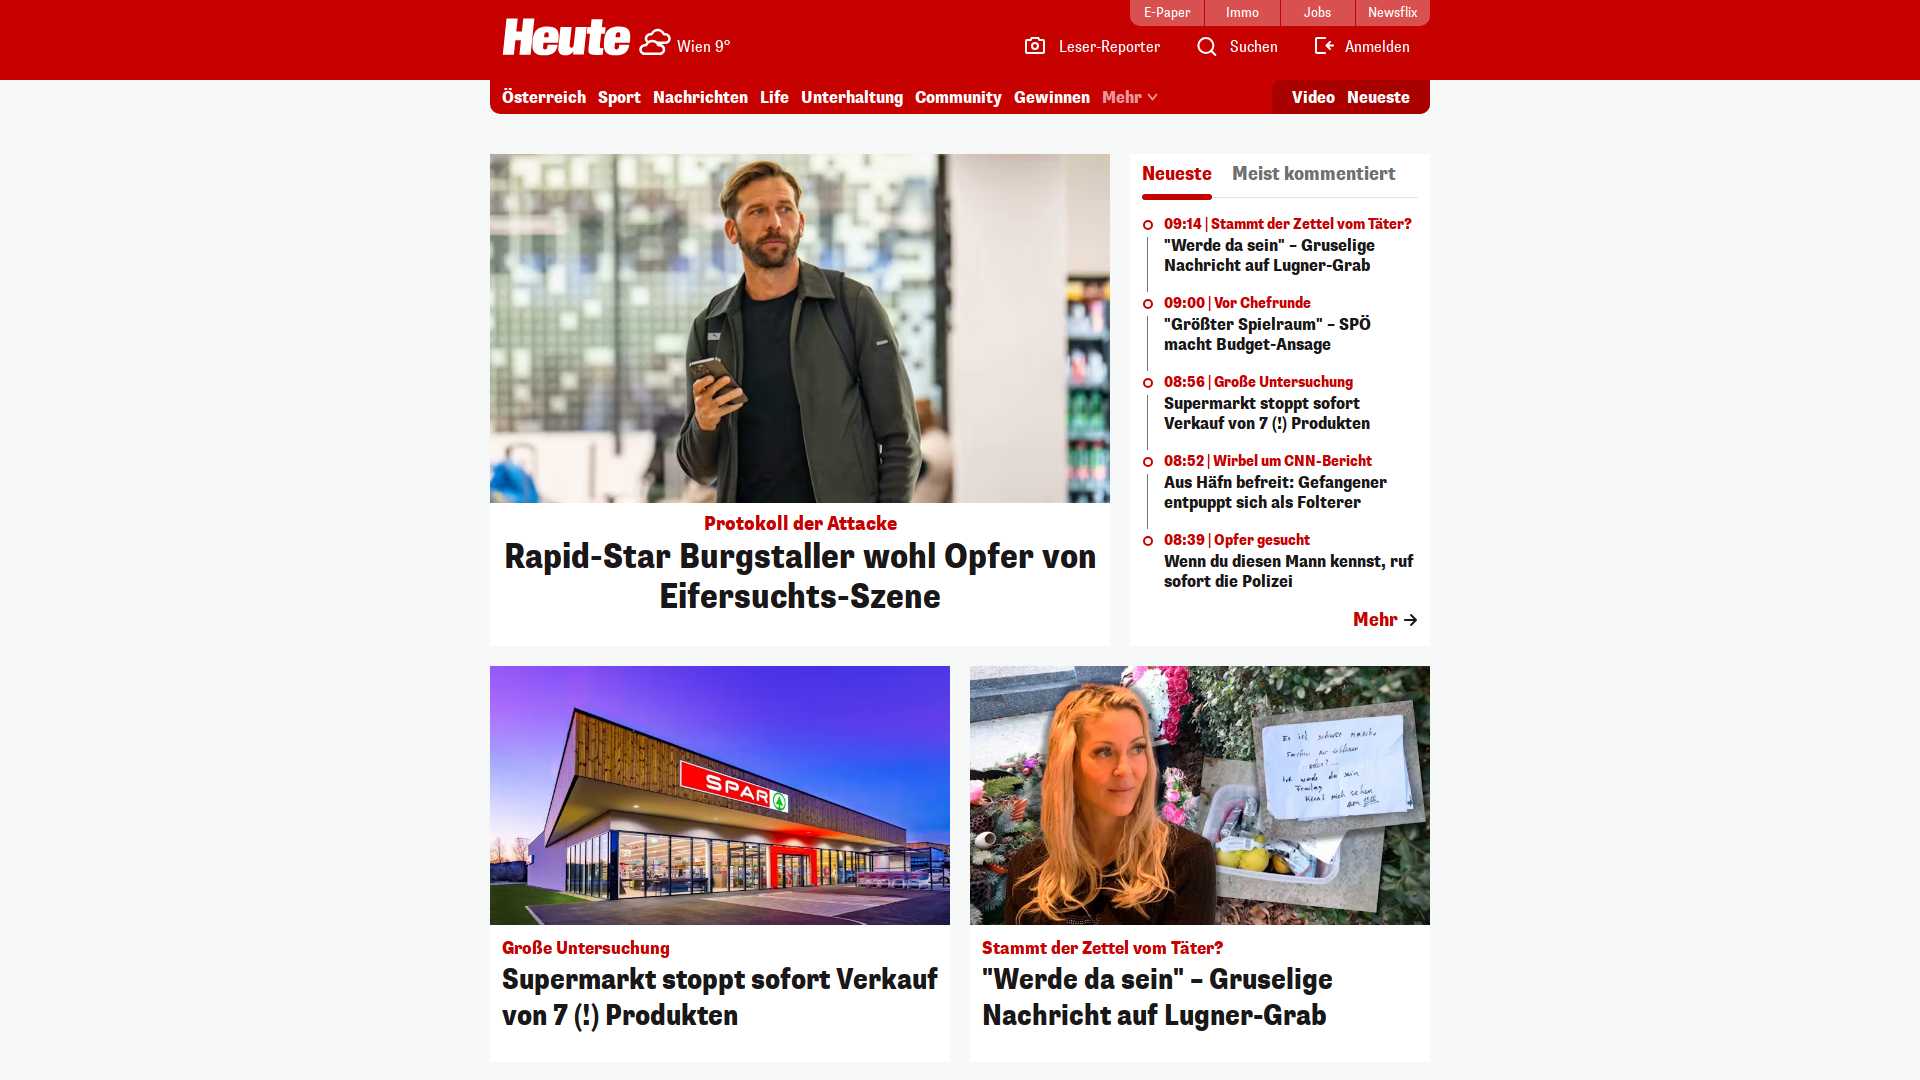 E-Paper Immo Jobs Newsflix
Heute Wien 9° Leser-Reporter Suchen Anmelden
Österreich Sport Nachrichten Life Unterhaltung Community Gewinnen Mehr Video Neueste
Protokoll der Attacke
Rapid-Star Burgstaller wohl Opfer von
Eifersuchts-Szene
Neueste Meist kommentiert
09:14 | Stammt der Zettel vom Täter?
"Werde da sein" – Gruselige
Nachricht auf Lugner-Grab
09:00 | Vor Chefrunde
"Größter Spielraum" – SPÖ
macht Budget-Ansage
08:56 | Große Untersuchung
Supermarkt stoppt sofort
Verkauf von 7 (!) Produkten
08:52 | Wirbel um CNN-Bericht
Aus Häfn befreit: Gefangener
entpuppt sich als Folterer
08:39 | Opfer gesucht
Wenn du diesen Mann kennst, ruf
sofort die Polizei
Mehr
SPAR
Große Untersuchung
Supermarkt stoppt sofort Verkauf
von 7 (!) Produkten
Es ist
werde da sein
Freitag
Stammt der Zettel vom Täter?
"Werde da sein" – Gruselige
Nachricht auf Lugner-Grab